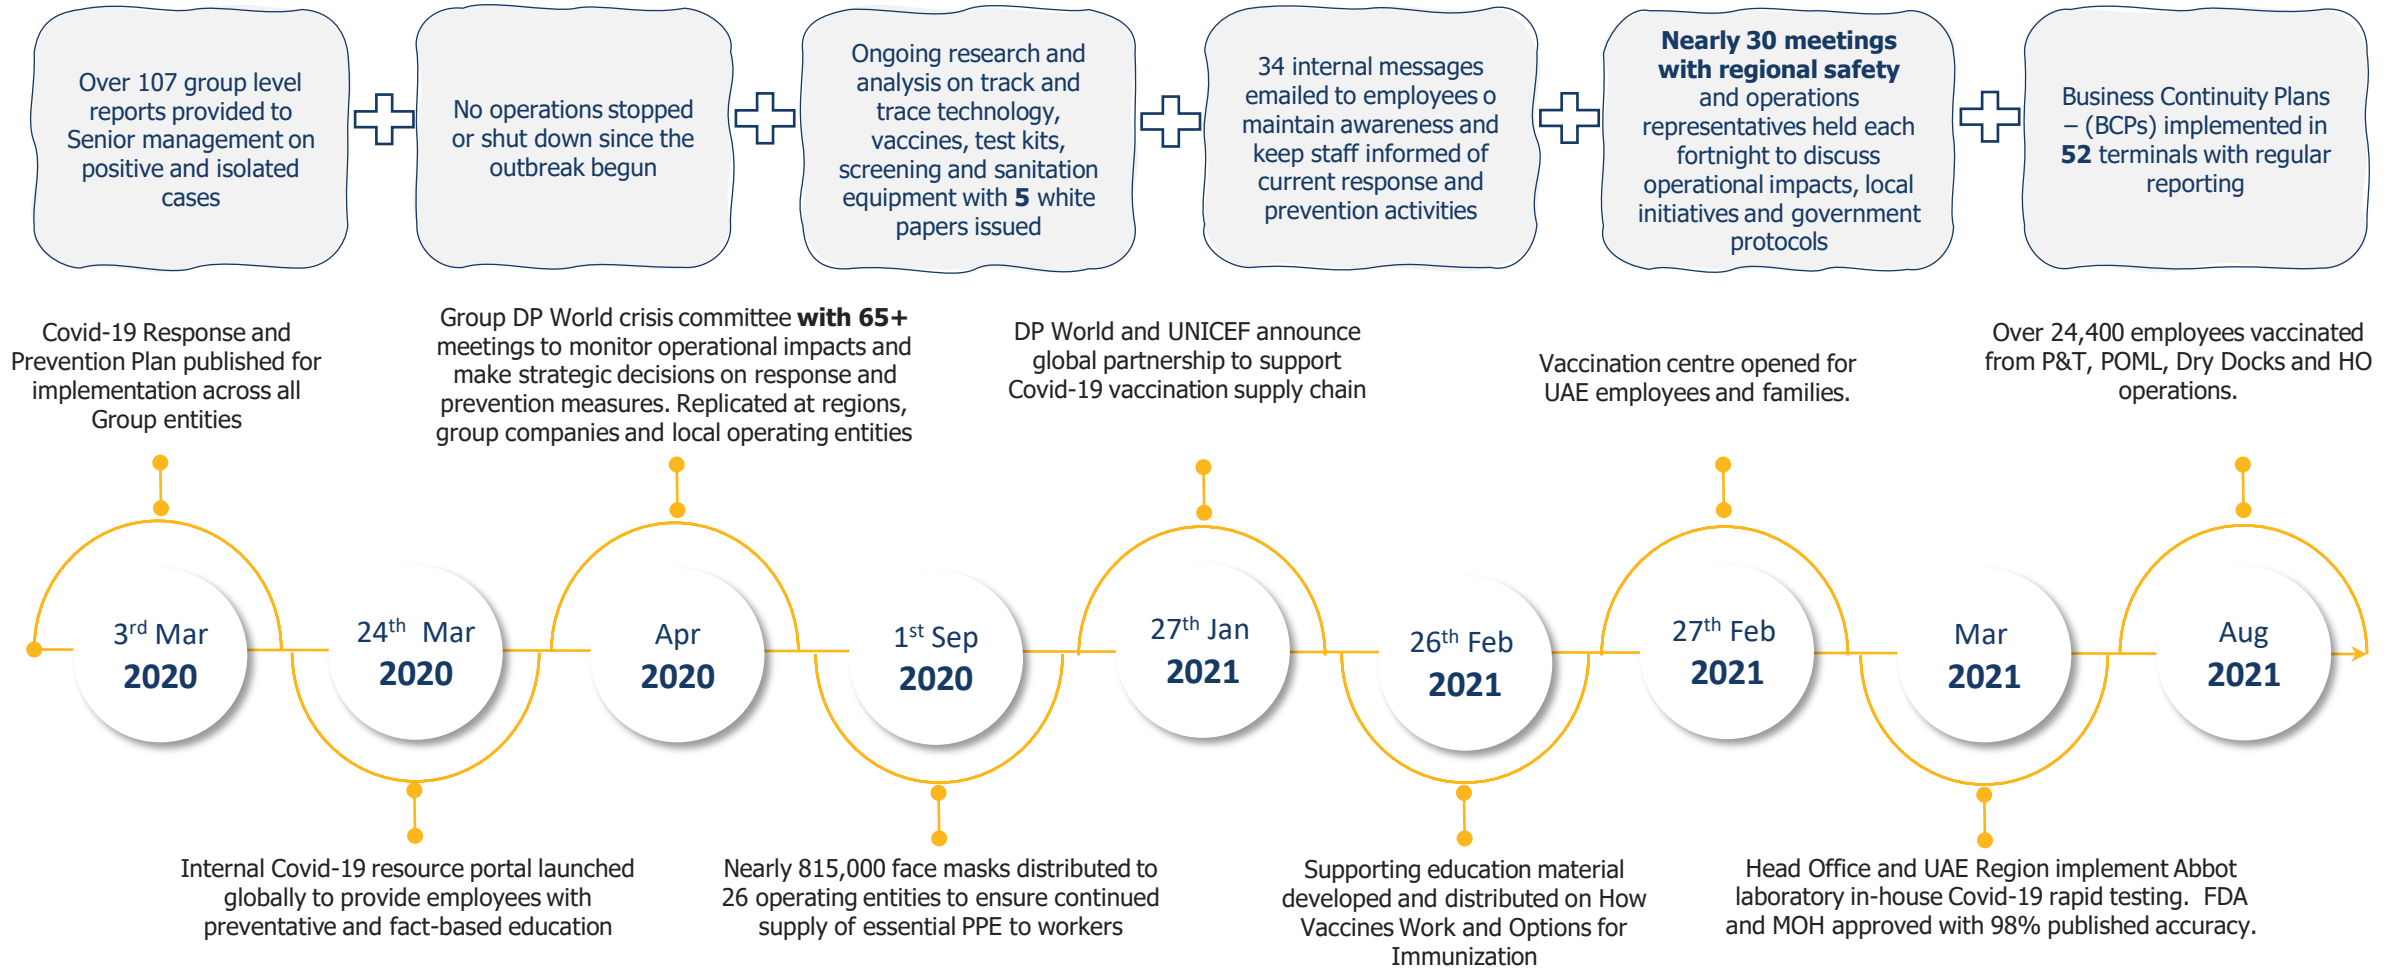 Over 107 group level
reports provided to
Senior management on
positive and isolated
cases
No operations stopped
or shut down since the
outbreak begun
Ongoing research and
analysis on track and
trace technology,
vaccines, test kits,
screening and sanitation
equipment with 5 white
papers issued
34 internal messages
emailed to employees o
maintain awareness and
keep staff informed of
current response and
prevention activities
Nearly 30 meetings
with regional safety
and operations
representatives held each
fortnight to discuss
operational impacts, local
initiatives and government
protocols
Business Continuity Plans
– (BCPs) implemented in
52 terminals with regular
reporting
Covid-19 Response and
Prevention Plan published for
implementation across all
Group entities
Group DP World crisis committee with 65+
meetings to monitor operational impacts and
make strategic decisions on response and
prevention measures. Replicated at regions,
group companies and local operating entities
DP World and UNICEF announce
global partnership to support
Covid-19 vaccination supply chain
Vaccination centre opened for
UAE employees and families.
Over 24,400 employees vaccinated
from P&T, POML, Dry Docks and HO
operations.
3rd Mar
2020
24th Mar
2020
Apr
2020
1st Sep
2020
27th Jan
2021
26th Feb
2021
27th Feb
2021
Mar
2021
Aug
2021
Internal Covid-19 resource portal launched
globally to provide employees with
preventative and fact-based education
Nearly 815,000 face masks distributed to
26 operating entities to ensure continued
supply of essential PPE to workers
Supporting education material
developed and distributed on How
Vaccines Work and Options for
Immunization
Head Office and UAE Region implement Abbot
laboratory in-house Covid-19 rapid testing. FDA
and MOH approved with 98% published accuracy.